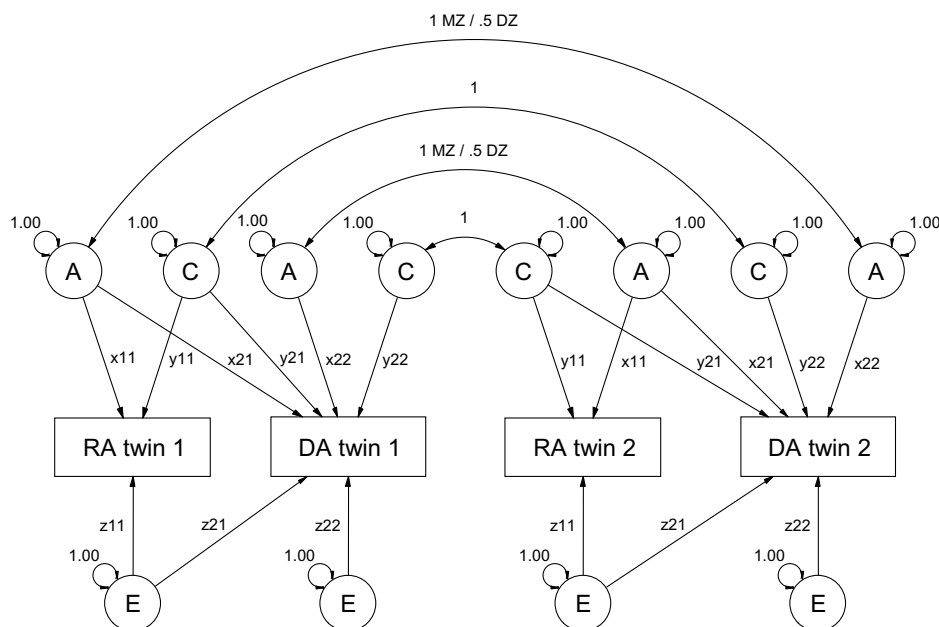 1 MZ / .5 DZ
1
1 MZ / .5 DZ
1
1.00 1.00 1.00 1.00 1.00 1.00 1.00 1.00
A C A C C A C A
x11 y11 x21 y21 x22 y22 y11 x11 y21 x21 y22 x22
RA twin 1 DA twin 1 RA twin 2 DA twin 2
z11 z21 z22 z11 z21 z22
1.00 1.00 1.00 1.00
E E E E